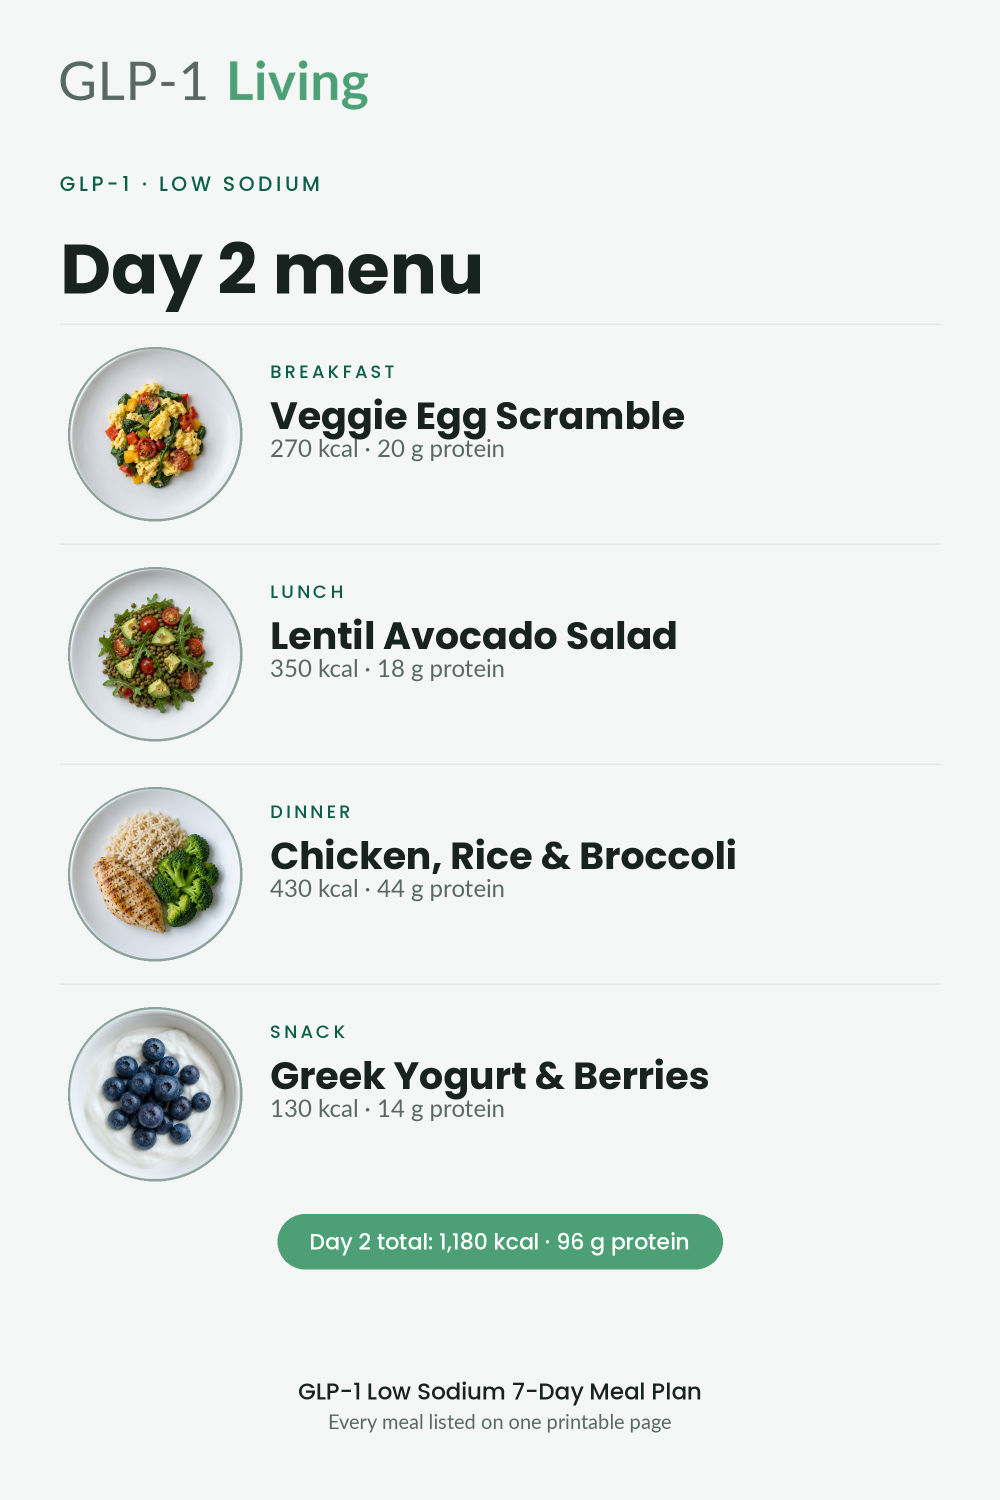 GLP-1 Living
GLP-1 · LOW SODIUM
Day 2 menu
BREAKFAST
Veggie Egg Scramble
270 kcal · 20 g protein
LUNCH
Lentil Avocado Salad
350 kcal · 18 g protein
DINNER
Chicken, Rice & Broccoli
430 kcal · 44 g protein
SNACK
Greek Yogurt & Berries
130 kcal · 14 g protein
Day 2 total: 1,180 kcal · 96 g protein
GLP-1 Low Sodium 7-Day Meal Plan
Every meal listed on one printable page